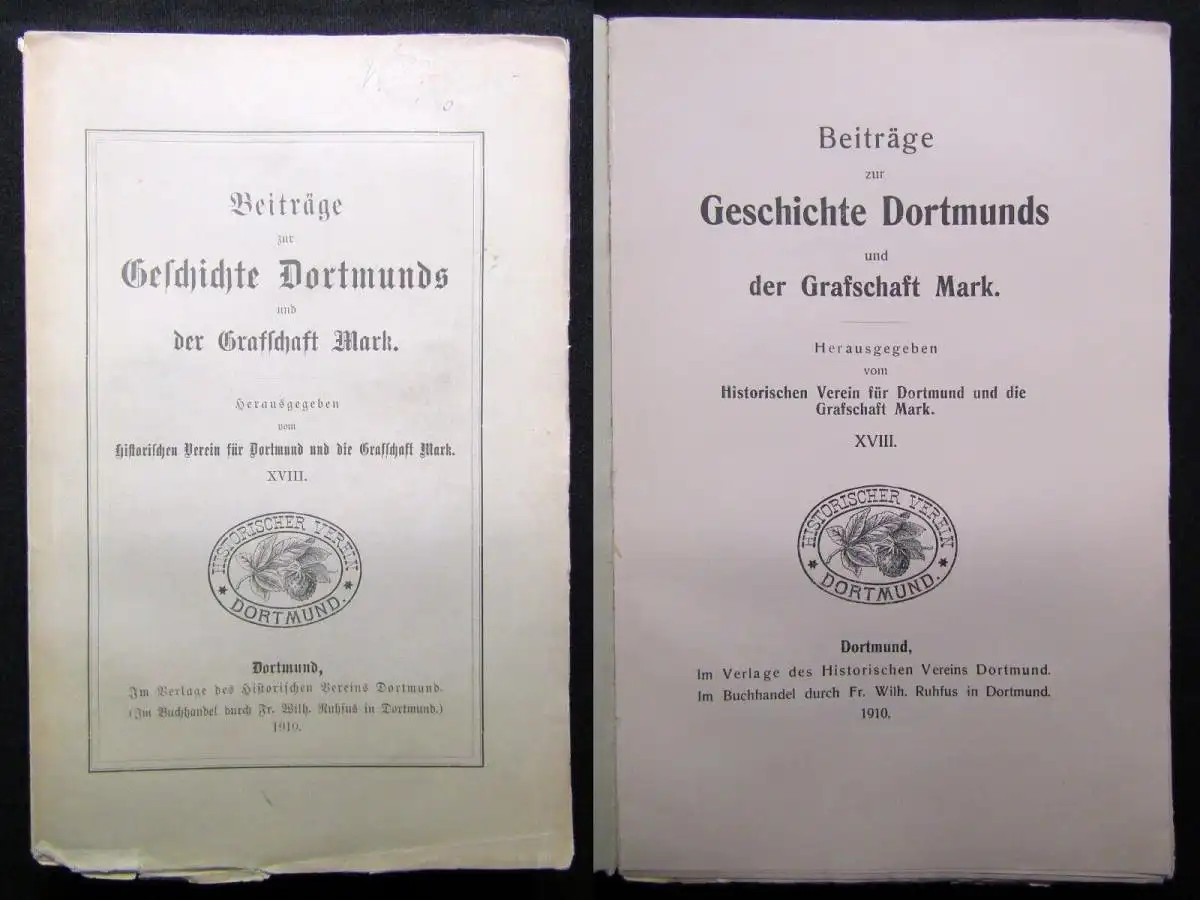 Beiträge
zur
Geschichte Dortmunds
und
der Grafschaft Mark.
Herausgegeben
vom
Historischen Verein für Dortmund und die Grafschaft Mark.
XVIII.
HISTORISCHER VEREIN
DORTMUND.
Dortmund,
Im Verlage des Historischen Vereins Dortmund.
(Im Buchhandel durch Fr. Wilh. Ruhfus in Dortmund.)
1910.
Beiträge
zur
Geschichte Dortmunds
und
der Grafschaft Mark.
Herausgegeben
vom
Historischen Verein für Dortmund und die
Grafschaft Mark.
XVIII.
HISTORISCHER VEREIN
DORTMUND.
Dortmund,
Im Verlage des Historischen Vereins Dortmund.
Im Buchhandel durch Fr. Wilh. Ruhfus in Dortmund.
1910.